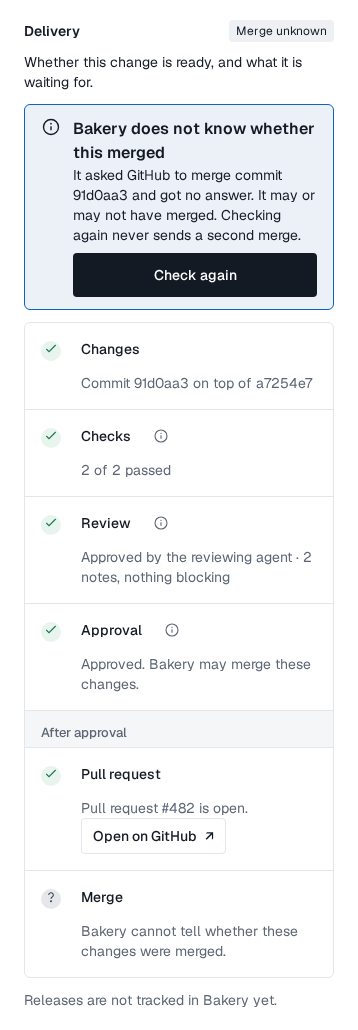 Delivery
Merge unknown
Whether this change is ready, and what it is
waiting for.
Bakery does not know whether
this merged
It asked GitHub to merge commit
91d0aa3 and got no answer. It may or
may not have merged. Checking
again never sends a second merge.
Check again
Changes
Commit 91d0aa3 on top of a7254e7
Checks
2 of 2 passed
Review
Approved by the reviewing agent · 2
notes, nothing blocking
Approval
Approved. Bakery may merge these
changes.
After approval
Pull request
Pull request #482 is open.
Open on GitHub ↗
? Merge
Bakery cannot tell whether these
changes were merged.
Releases are not tracked in Bakery yet.